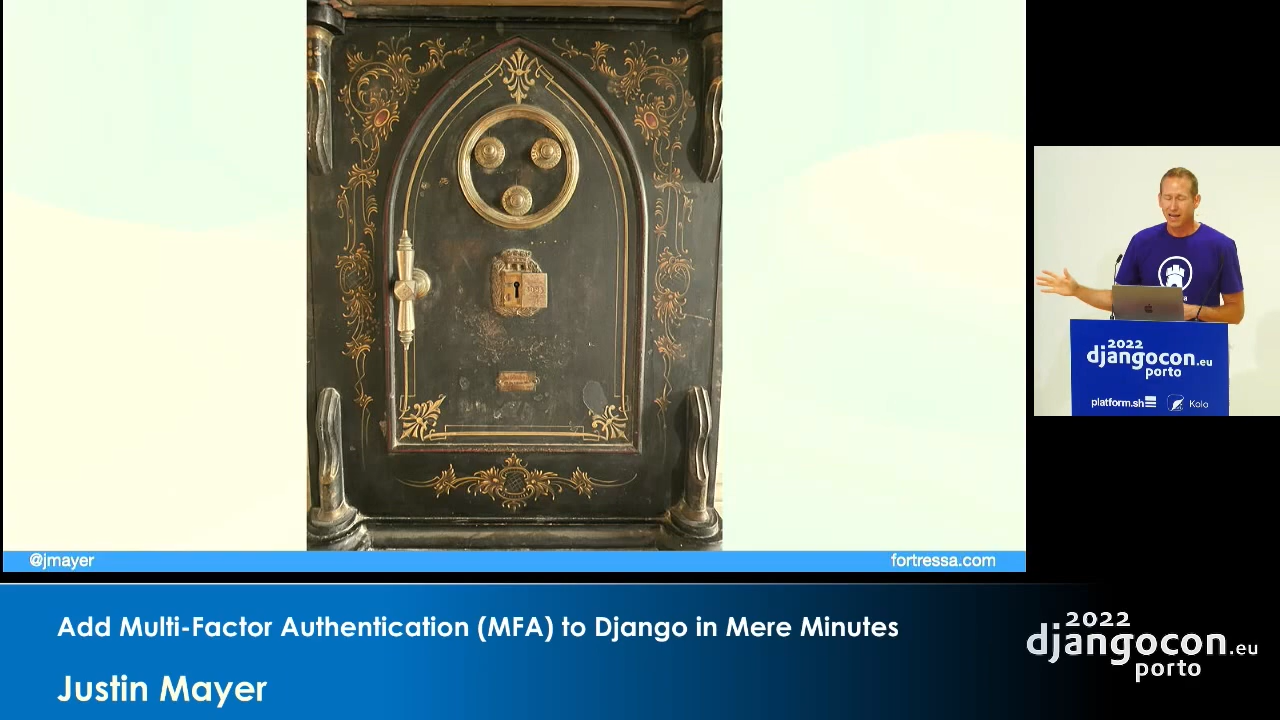 @jmayer
fortressa.com
2022
djangocon.eu
porto
platform.sh
Kolo
Add Multi-Factor Authentication (MFA) to Django in Mere Minutes
Justin Mayer
2022
djangocon.eu
porto